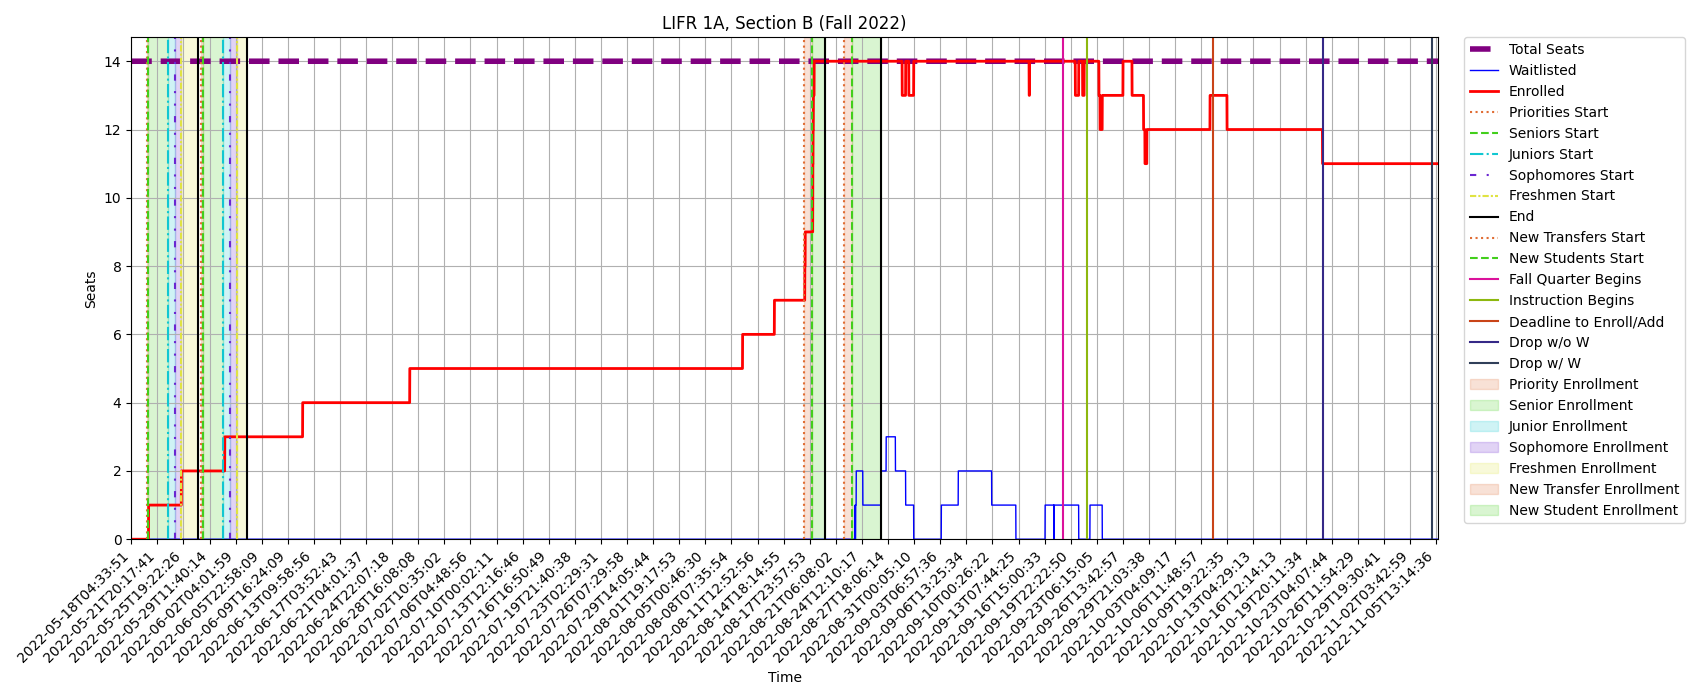 LIFR 1A, Section B (Fall 2022)
Seats
14
12
10
8
6
4
2
0
2022-05-18T04:33:51
2022-05-21T20:17:41
2022-05-25T19:22:26
2022-05-29T11:40:14
2022-06-02T04:01:59
2022-06-05T22:58:09
2022-06-09T16:24:09
2022-06-13T09:58:56
2022-06-17T03:52:43
2022-06-21T04:01:37
2022-06-24T22:07:18
2022-06-28T16:08:08
2022-07-02T10:35:02
2022-07-06T04:48:56
2022-07-10T00:02:11
2022-07-13T12:16:46
2022-07-16T16:50:49
2022-07-19T21:40:38
2022-07-23T02:29:31
2022-07-26T07:29:58
2022-07-29T14:05:44
2022-08-01T19:17:53
2022-08-05T00:46:30
2022-08-08T07:35:54
2022-08-11T12:52:56
2022-08-14T18:14:55
2022-08-17T23:57:53
2022-08-21T06:08:02
2022-08-24T12:10:17
2022-08-27T18:06:14
2022-08-31T00:05:10
2022-09-03T06:57:36
2022-09-06T13:25:34
2022-09-10T00:26:22
2022-09-13T07:44:25
2022-09-16T15:00:33
2022-09-19T22:22:50
2022-09-23T06:15:05
2022-09-26T13:42:57
2022-09-29T21:03:38
2022-10-03T04:09:17
2022-10-06T11:48:57
2022-10-09T19:22:35
2022-10-13T04:29:13
2022-10-16T12:14:13
2022-10-19T20:11:34
2022-10-23T04:07:44
2022-10-26T11:54:29
2022-10-29T19:30:41
2022-11-02T03:42:59
2022-11-05T13:14:36
Time
Total Seats
Waitlisted
Enrolled
Priorities Start
Seniors Start
Juniors Start
Sophomores Start
Freshmen Start
End
New Transfers Start
New Students Start
Fall Quarter Begins
Instruction Begins
Deadline to Enroll/Add
Drop w/o W
Drop w/ W
Priority Enrollment
Senior Enrollment
Junior Enrollment
Sophomore Enrollment
Freshmen Enrollment
New Transfer Enrollment
New Student Enrollment